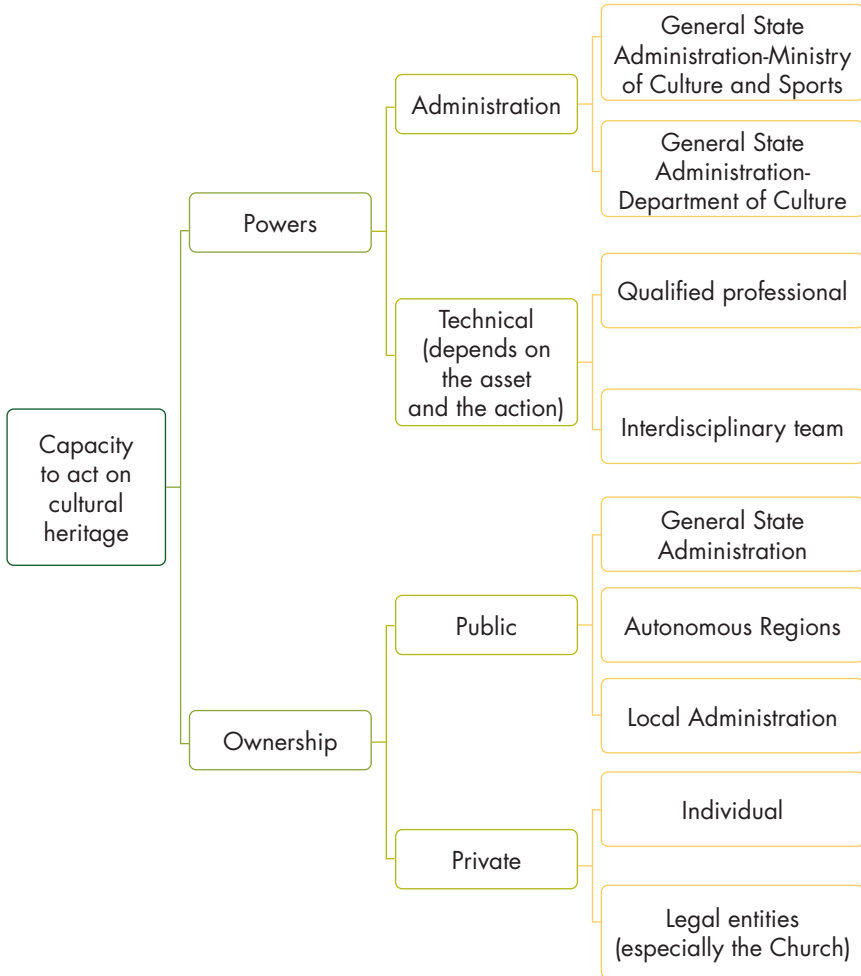 Capacity
to act on
cultural
heritage
Powers
Administration
General State
Administration-Ministry
of Culture and Sports
General State
Administration-
Department of Culture
Technical
(depends on
the asset
and the action)
Qualified professional
Interdisciplinary team
Ownership
Public
General State
Administration
Autonomous Regions
Local Administration
Private
Individual
Legal entities
(especially the Church)